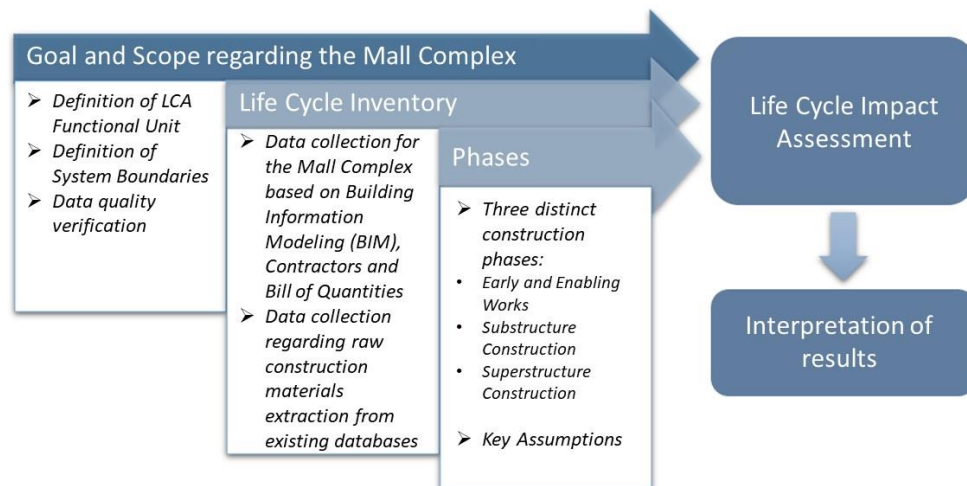 Goal and Scope regarding the Mall Complex
➢ Definition of LCA
Functional Unit
➢ Definition of
System Boundaries
➢ Data quality
verification
Life Cycle Inventory
➢ Data collection for
the Mall Complex
based on Building
Information
Modeling (BIM),
Contractors and
Bill of Quantities
➢ Data collection
regarding raw
construction
materials
extraction from
existing databases
Phases
➢ Three distinct
construction
phases:
• Early and Enabling
Works
• Substructure
Construction
• Superstructure
Construction
➢ Key Assumptions
Life Cycle Impact
Assessment
Interpretation of
results